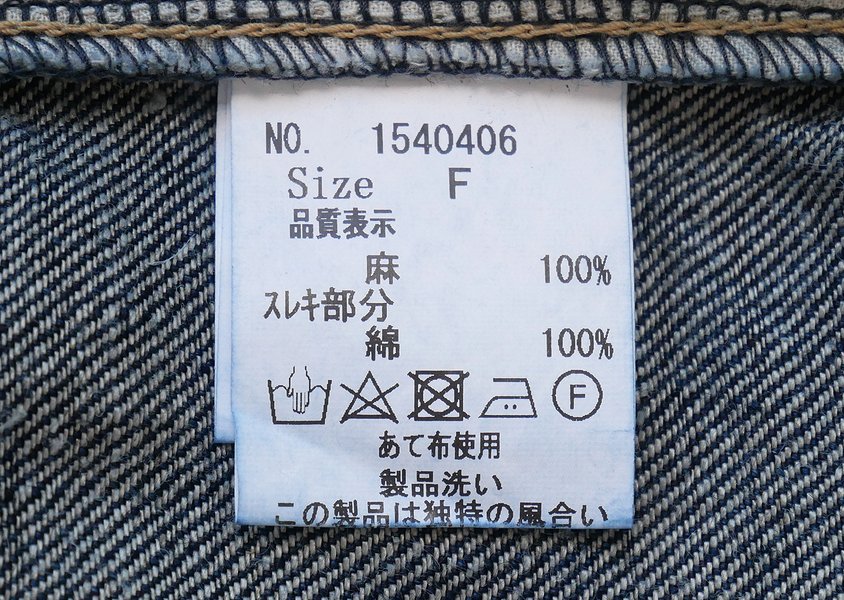 NO. 1540406
Size F
品質表示
麻 100%
スレキ部分
綿 100%
F
あて布使用
製品洗い
この製品は独特の風合い